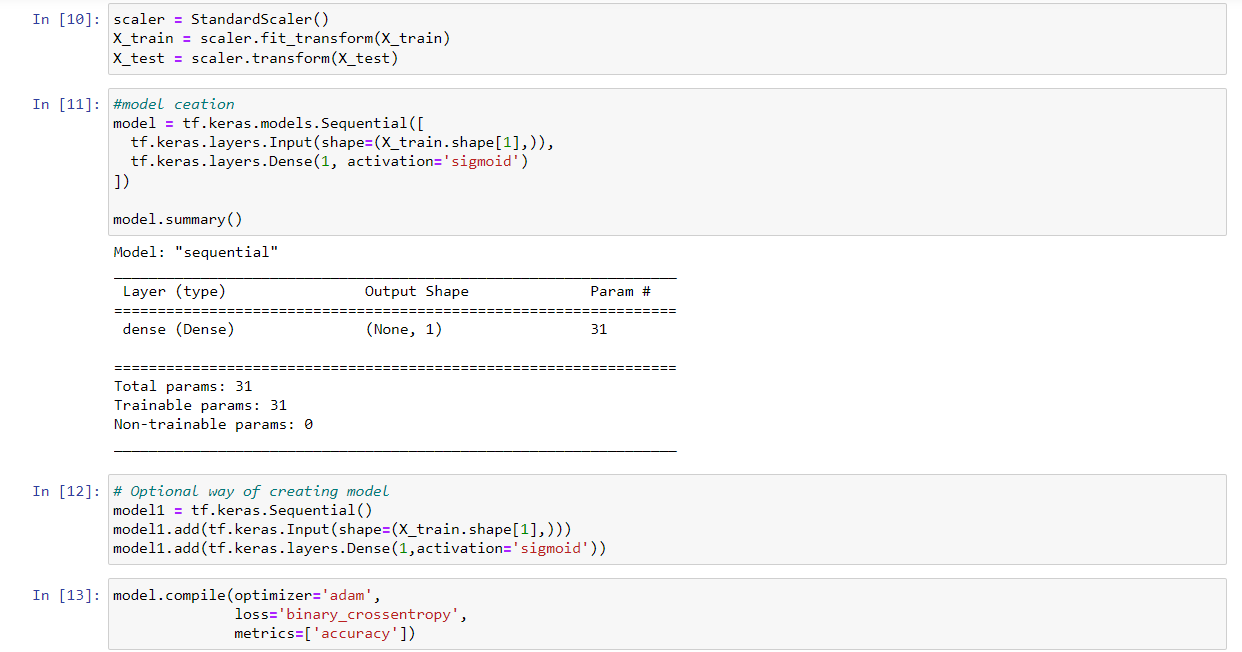 In [10]: scaler = StandardScaler()
X_train = scaler.fit_transform(X_train)
X_test = scaler.transform(X_test)
In [11]: #model ceation
model = tf.keras.models.Sequential([
  tf.keras.layers.Input(shape=(X_train.shape[1],)),
  tf.keras.layers.Dense(1, activation='sigmoid')
])
model.summary()
Model: "sequential"
_________________________________________________________________
Layer (type)                Output Shape              Param #
=================================================================
dense (Dense)               (None, 1)                 31
=================================================================
Total params: 31
Trainable params: 31
Non-trainable params: 0
_________________________________________________________________
In [12]: # Optional way of creating model
model1 = tf.keras.Sequential()
model1.add(tf.keras.Input(shape=(X_train.shape[1],)))
model1.add(tf.keras.layers.Dense(1,activation='sigmoid'))
In [13]: model.compile(optimizer='adam',
              loss='binary_crossentropy',
              metrics=['accuracy'])